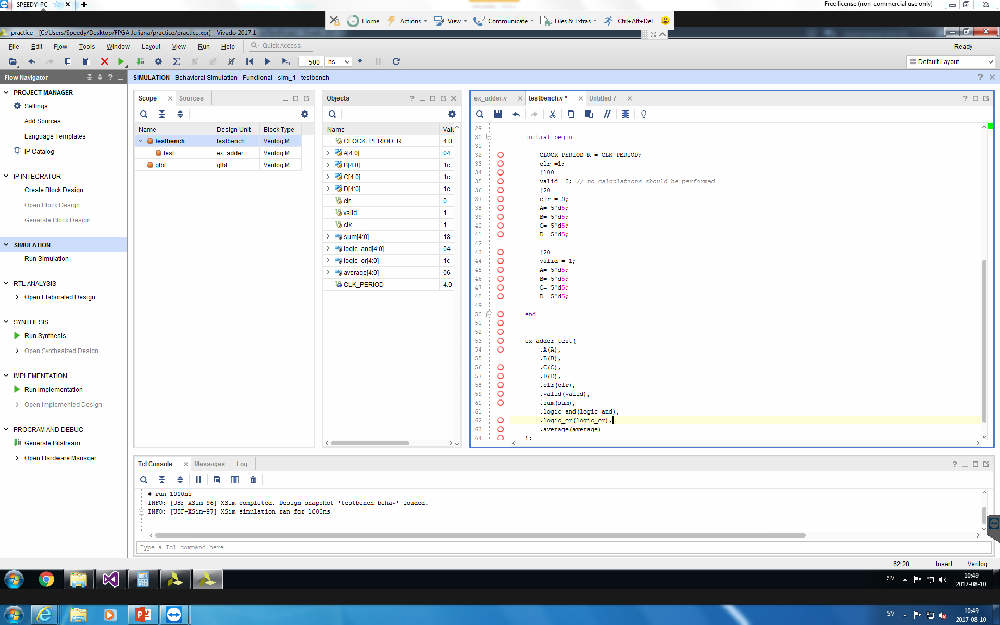 SPEEDY-PC
Free license (non-commercial use only)
Home Actions View Communicate Files & Extras Ctrl+Alt+Del
practice - [C:/Users/Speedy/Desktop/FPGA Juliana/practice/practice.xpr] - Vivado 2017.1
File Edit Flow Tools Window Layout View Run Help Quick Access
Ready
500 ns
Default Layout
Flow Navigator
SIMULATION - Behavioral Simulation - Functional - sim_1 - testbench
PROJECT MANAGER
Settings
Add Sources
Language Templates
IP Catalog
IP INTEGRATOR
Create Block Design
Open Block Design
Generate Block Design
SIMULATION
Run Simulation
RTL ANALYSIS
Open Elaborated Design
SYNTHESIS
Run Synthesis
Open Synthesized Design
IMPLEMENTATION
Run Implementation
Open Implemented Design
PROGRAM AND DEBUG
Generate Bitstream
Open Hardware Manager
Scope Sources
Name Design Unit Block Type
testbench testbench Verilog M...
test ex_adder Verilog M...
glbl glbl Verilog M...
Objects
Name Valu
CLOCK_PERIOD_R 4.0
A[4:0] 04
B[4:0] 1c
C[4:0] 1c
D[4:0] 1c
clr 0
valid 1
clk 1
sum[4:0] 18
logic_and[4:0] 04
logic_or[4:0] 1c
average[4:0] 06
CLK_PERIOD 4.0
ex_adder.v testbench.v * Untitled 7
29
30 initial begin
31
32 CLOCK_PERIOD_R = CLK_PERIOD;
33 clr =1;
34 #100
35 valid =0; // no calculations should be performed
36 #20
37 clr = 0;
38 A= 5'd5;
39 B= 5'd5;
40 C= 5'd5;
41 D =5'd5;
42
43 #20
44 valid = 1;
45 A= 5'd5;
46 B= 5'd5;
47 C= 5'd5;
48 D =5'd5;
49
50 end
51
52
53 ex_adder test(
54 .A(A),
55 .B(B),
56 .C(C),
57 .D(D),
58 .clr(clr),
59 .valid(valid),
60 .sum(sum),
61 .logic_and(logic_and),
62 .logic_or(logic_or),
63 .average(average)
64 );
Tcl Console Messages Log
# run 1000ns
INFO: [USF-XSim-96] XSim completed. Design snapshot 'testbench_behav' loaded.
INFO: [USF-XSim-97] XSim simulation ran for 1000ns
Type a Tcl command here
62:28 Insert Verilog
SV 10:49
2017-08-10
SV 10:49
2017-08-10